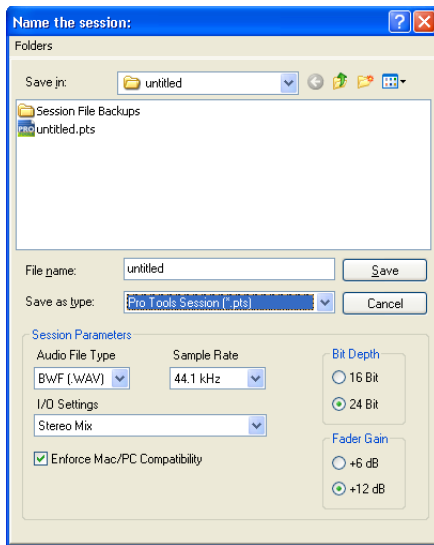 Name the session:
Folders
Save in:
untitled
Session File Backups
untitled.pts
File name:
untitled
Save
Save as type:
Pro Tools Session (*.pts)
Cancel
Session Parameters
Audio File Type
Sample Rate
Bit Depth
BWF (.WAV)
44.1 kHz
16 Bit
I/O Settings
24 Bit
Stereo Mix
Fader Gain
Enforce Mac/PC Compatibility
+6 dB
+12 dB